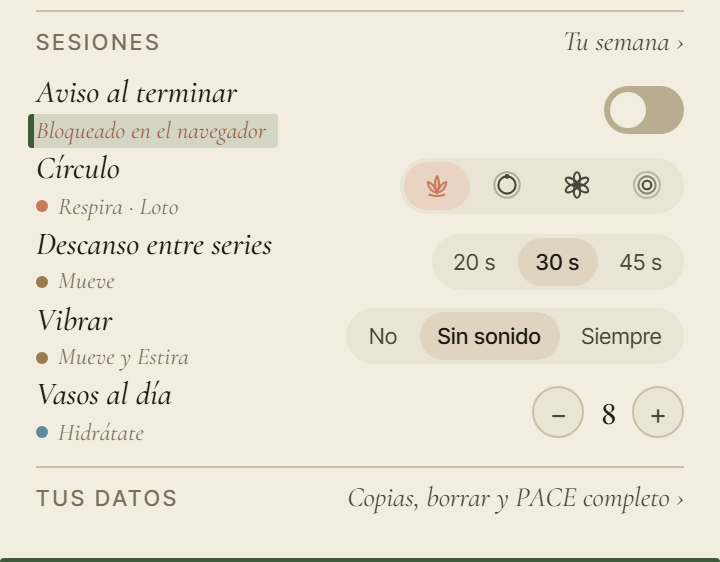 SESIONES
Tu semana ›
Aviso al terminar
Bloqueado en el navegador
Círculo
Respira · Loto
Descanso entre series
Mueve
20 s 30 s 45 s
Vibrar
Mueve y Estira
No Sin sonido Siempre
Vasos al día
Hidrátate
− 8 +
TUS DATOS
Copias, borrar y PACE completo ›